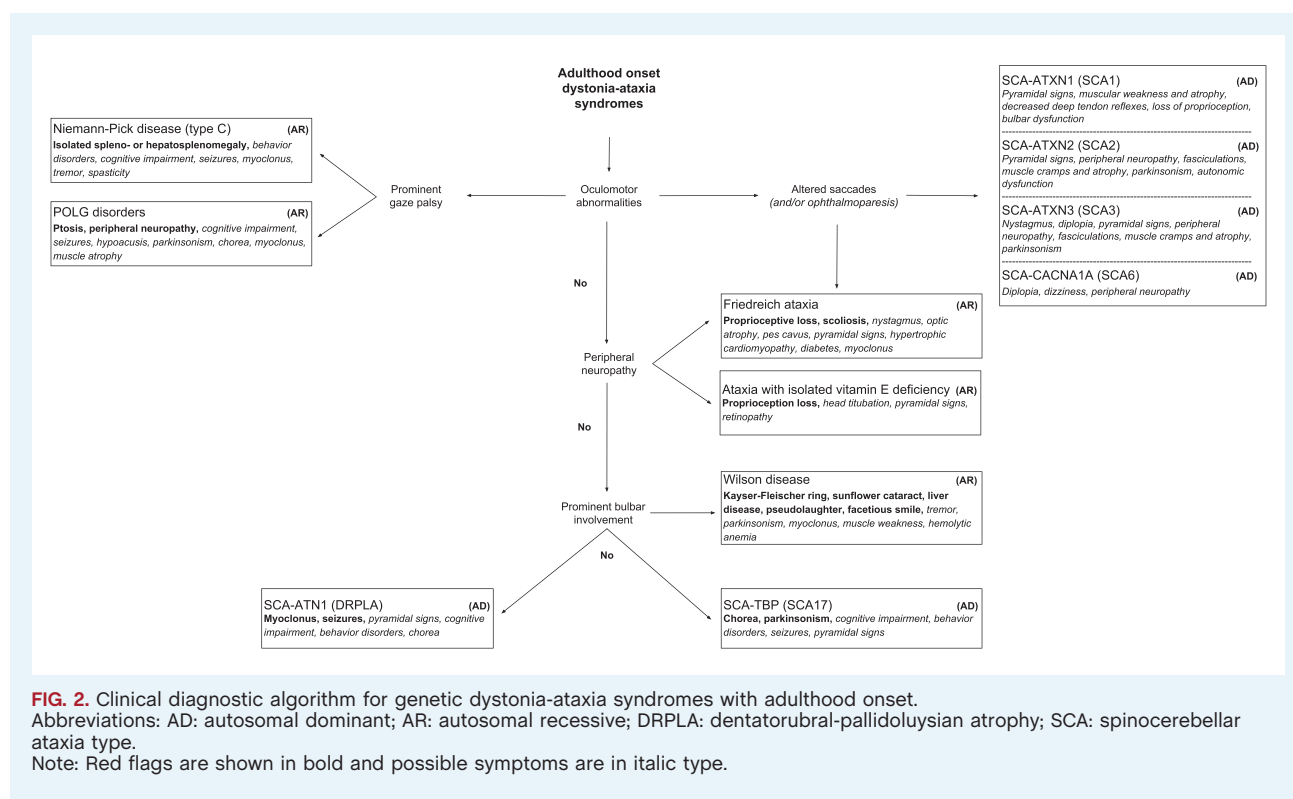 Adulthood onset
dystonia-ataxia
syndromes
Niemann-Pick disease (type C) (AR)
Isolated spleno- or hepatosplenomegaly, behavior
disorders, cognitive impairment, seizures, myoclonus,
tremor, spasticity
POLG disorders (AR)
Ptosis, peripheral neuropathy, cognitive impairment,
seizures, hypoacusis, parkinsonism, chorea, myoclonus,
muscle atrophy
Prominent
gaze palsy
Oculomotor
abnormalities
Altered saccades
(and/or ophthalmoparesis)
SCA-ATXN1 (SCA1) (AD)
Pyramidal signs, muscular weakness and atrophy,
decreased deep tendon reflexes, loss of proprioception,
bulbar dysfunction
SCA-ATXN2 (SCA2) (AD)
Pyramidal signs, peripheral neuropathy, fasciculations,
muscle cramps and atrophy, parkinsonism, autonomic
dysfunction
SCA-ATXN3 (SCA3) (AD)
Nystagmus, diplopia, pyramidal signs, peripheral
neuropathy, fasciculations, muscle cramps and atrophy,
parkinsonism
SCA-CACNA1A (SCA6) (AD)
Diplopia, dizziness, peripheral neuropathy
No
Peripheral
neuropathy
Friedreich ataxia (AR)
Proprioceptive loss, scoliosis, nystagmus, optic
atrophy, pes cavus, pyramidal signs, hypertrophic
cardiomyopathy, diabetes, myoclonus
Ataxia with isolated vitamin E deficiency (AR)
Proprioception loss, head titubation, pyramidal signs,
retinopathy
No
Prominent bulbar
involvement
Wilson disease (AR)
Kayser-Fleischer ring, sunflower cataract, liver
disease, pseudolaughter, facetious smile, tremor,
parkinsonism, myoclonus, muscle weakness, hemolytic
anemia
No
SCA-ATN1 (DRPLA) (AD)
Myoclonus, seizures, pyramidal signs, cognitive
impairment, behavior disorders, chorea
SCA-TBP (SCA17) (AD)
Chorea, parkinsonism, cognitive impairment, behavior
disorders, seizures, pyramidal signs
FIG. 2. Clinical diagnostic algorithm for genetic dystonia-ataxia syndromes with adulthood onset.
Abbreviations: AD: autosomal dominant; AR: autosomal recessive; DRPLA: dentatorubral-pallidoluysian atrophy; SCA: spinocerebellar
ataxia type.
Note: Red flags are shown in bold and possible symptoms are in italic type.